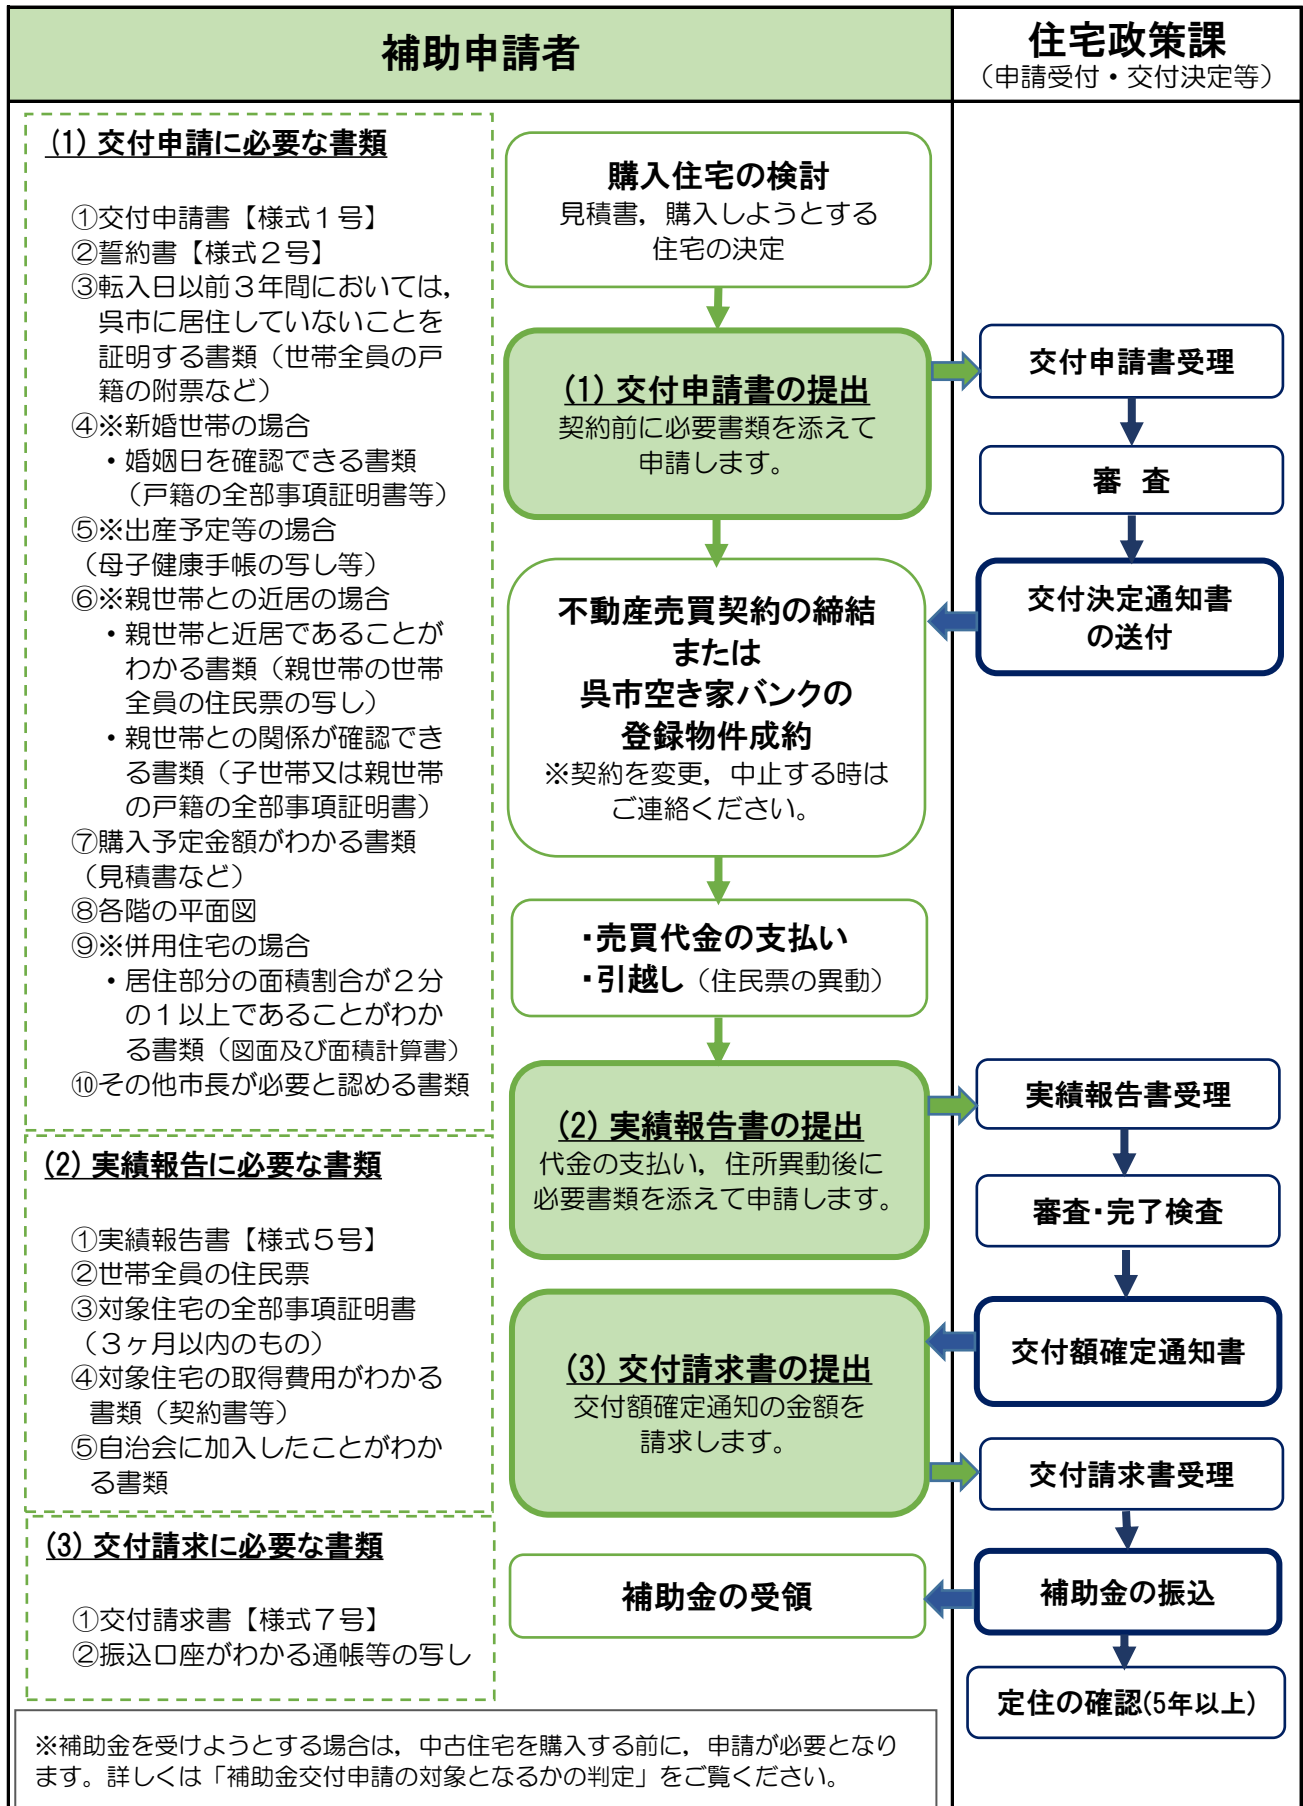 補助申請者
住宅政策課
（申請受付・交付決定等）
(1) 交付申請に必要な書類
①交付申請書【様式１号】
②誓約書【様式２号】
③転入日以前３年間においては，
呉市に居住していないことを
証明する書類（世帯全員の戸
籍の附票など）
④※新婚世帯の場合
・婚姻日を確認できる書類
（戸籍の全部事項証明書等）
⑤※出産予定等の場合
（母子健康手帳の写し等）
⑥※親世帯との近居の場合
・親世帯と近居であることが
わかる書類（親世帯の世帯
全員の住民票の写し）
・親世帯との関係が確認でき
る書類（子世帯又は親世帯
の戸籍の全部事項証明書）
⑦購入予定金額がわかる書類
（見積書など）
⑧各階の平面図
⑨※併用住宅の場合
・居住部分の面積割合が２分
の１以上であることがわか
る書類（図面及び面積計算書）
⑩その他市長が必要と認める書類
(2) 実績報告に必要な書類
①実績報告書【様式５号】
②世帯全員の住民票
③対象住宅の全部事項証明書
（３ヶ月以内のもの）
④対象住宅の取得費用がわかる
書類（契約書等）
⑤自治会に加入したことがわか
る書類
(3) 交付請求に必要な書類
①交付請求書【様式７号】
②振込口座がわかる通帳等の写し
購入住宅の検討
見積書，購入しようとする
住宅の決定
(1) 交付申請書の提出
契約前に必要書類を添えて
申請します。
不動産売買契約の締結
または
呉市空き家バンクの
登録物件成約
※契約を変更，中止する時は
ご連絡ください。
・売買代金の支払い
・引越し（住民票の異動）
(2) 実績報告書の提出
代金の支払い，住所異動後に
必要書類を添えて申請します。
(3) 交付請求書の提出
交付額確定通知の金額を
請求します。
補助金の受領
交付申請書受理
審 査
交付決定通知書
の送付
実績報告書受理
審査・完了検査
交付額確定通知書
交付請求書受理
補助金の振込
定住の確認(5年以上)
※補助金を受けようとする場合は，中古住宅を購入する前に，申請が必要となり
ます。詳しくは「補助金交付申請の対象となるかの判定」をご覧ください。